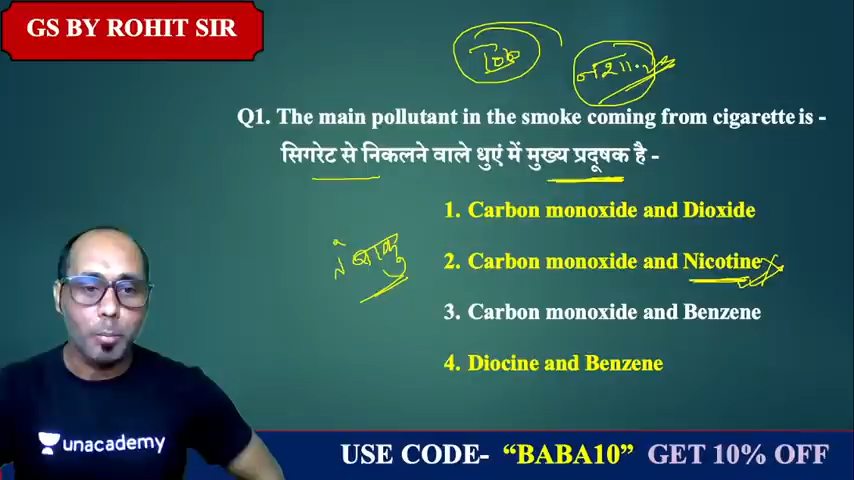 GS BY ROHIT SIR
Q1. The main pollutant in the smoke coming from cigarette is -
सिगरेट से निकलने वाले धुएं में मुख्य प्रदूषक है -
1. Carbon monoxide and Dioxide
2. Carbon monoxide and Nicotine
3. Carbon monoxide and Benzene
4. Diocine and Benzene
unacademy
USE CODE- “BABA10” GET 10% OFF